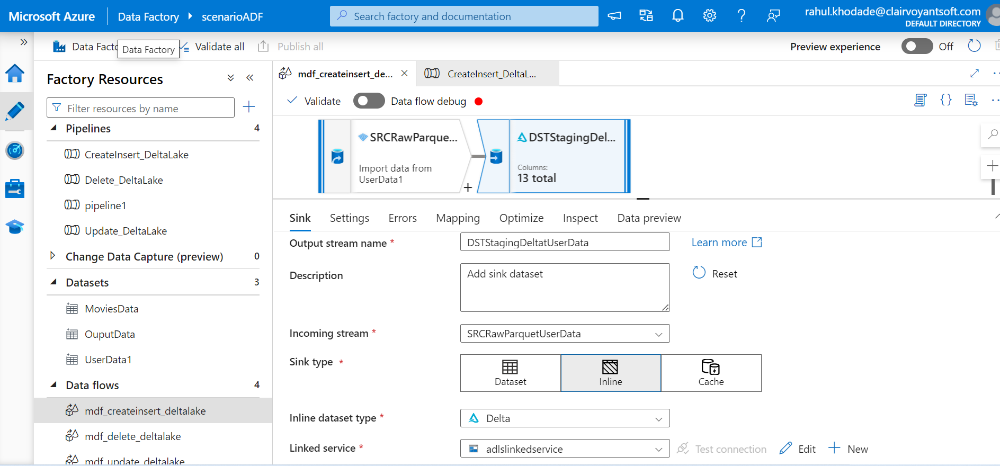 Microsoft Azure
Data Factory
scenarioADF
Search factory and documentation
rahul.khodade@clairvoyantsoft.com
DEFAULT DIRECTORY
Data Facto
Data Factory
Validate all
Publish all
Preview experience
Off
Factory Resources
Filter resources by name
Pipelines 4
CreateInsert_DeltaLake
Delete_DeltaLake
pipeline1
Update_DeltaLake
Change Data Capture (preview) 0
Datasets 3
MoviesData
OuputData
UserData1
Data flows 4
mdf_createinsert_deltalake
mdf_delete_deltalake
mdf_update_deltalake
mdf_createinsert_de...
CreateInsert_DeltaL...
Validate
Data flow debug
SRCRawParque...
Import data from
UserData1
DSTStagingDel...
Columns:
13 total
Sink Settings Errors Mapping Optimize Inspect Data preview
Output stream name * DSTStagingDeltatUserData Learn more
Description Add sink dataset Reset
Incoming stream * SRCRawParquetUserData
Sink type * Dataset Inline Cache
Inline dataset type * Delta
Linked service * adlslinkedservice Test connection Edit New